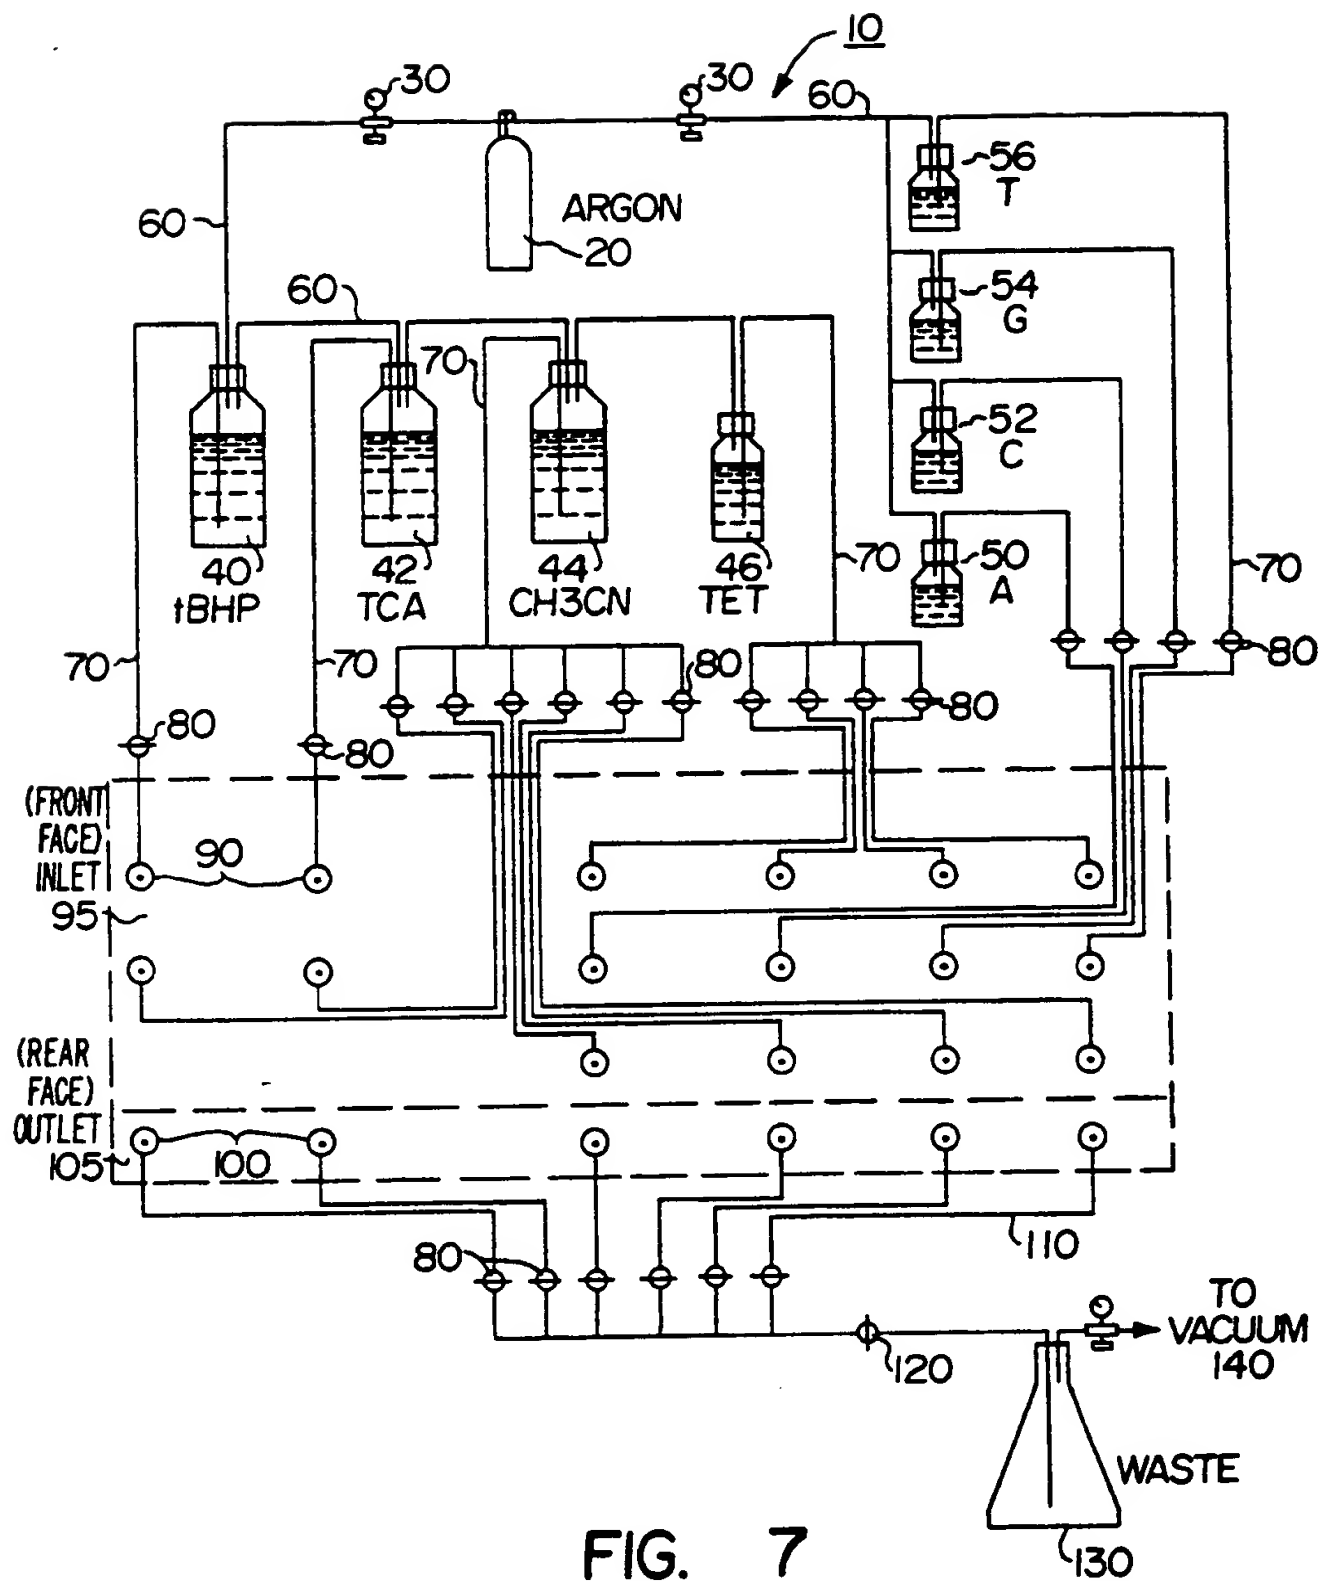 10
30
30
60
56
T
ARGON
20
60
60
54
G
70
52
C
40
tBHP
42
TCA
44
CH3CN
46
TET
70
50
A
70
70
70
80
80
80
80
80
(FRONT
FACE)
INLET
90
95
(REAR
FACE)
OUTLET
105
100
80
110
120
TO
VACUUM
140
WASTE
130
FIG. 7